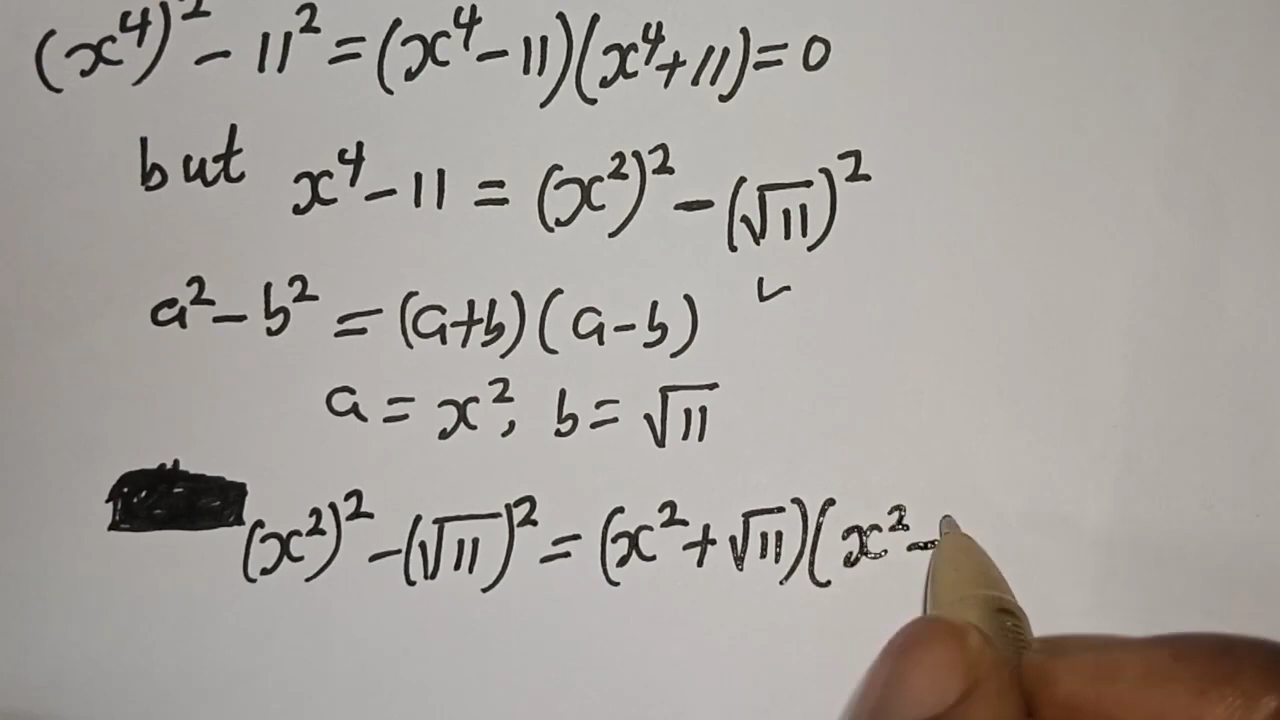 (x⁴)² - 11² = (x⁴ - 11)(x⁴ + 11) = 0
but x⁴ - 11 = (x²)² - (√11)²
a² - b² = (a+b)(a-b) ✓
a = x², b = √11
(x²)² - (√11)² = (x² + √11)(x² -